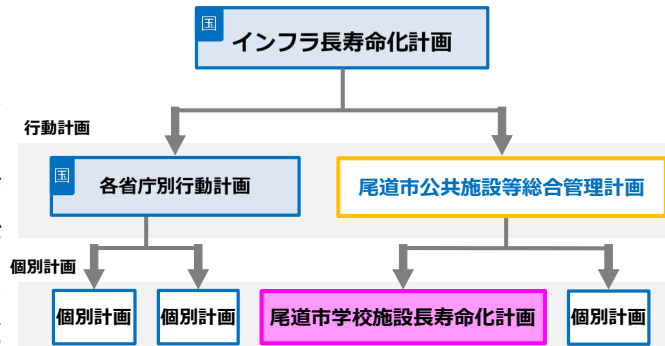 国
インフラ長寿命化計画
行動計画
国
各省庁別行動計画
尾道市公共施設等総合管理計画
個別計画
個別計画
個別計画
尾道市学校施設長寿命化計画
個別計画